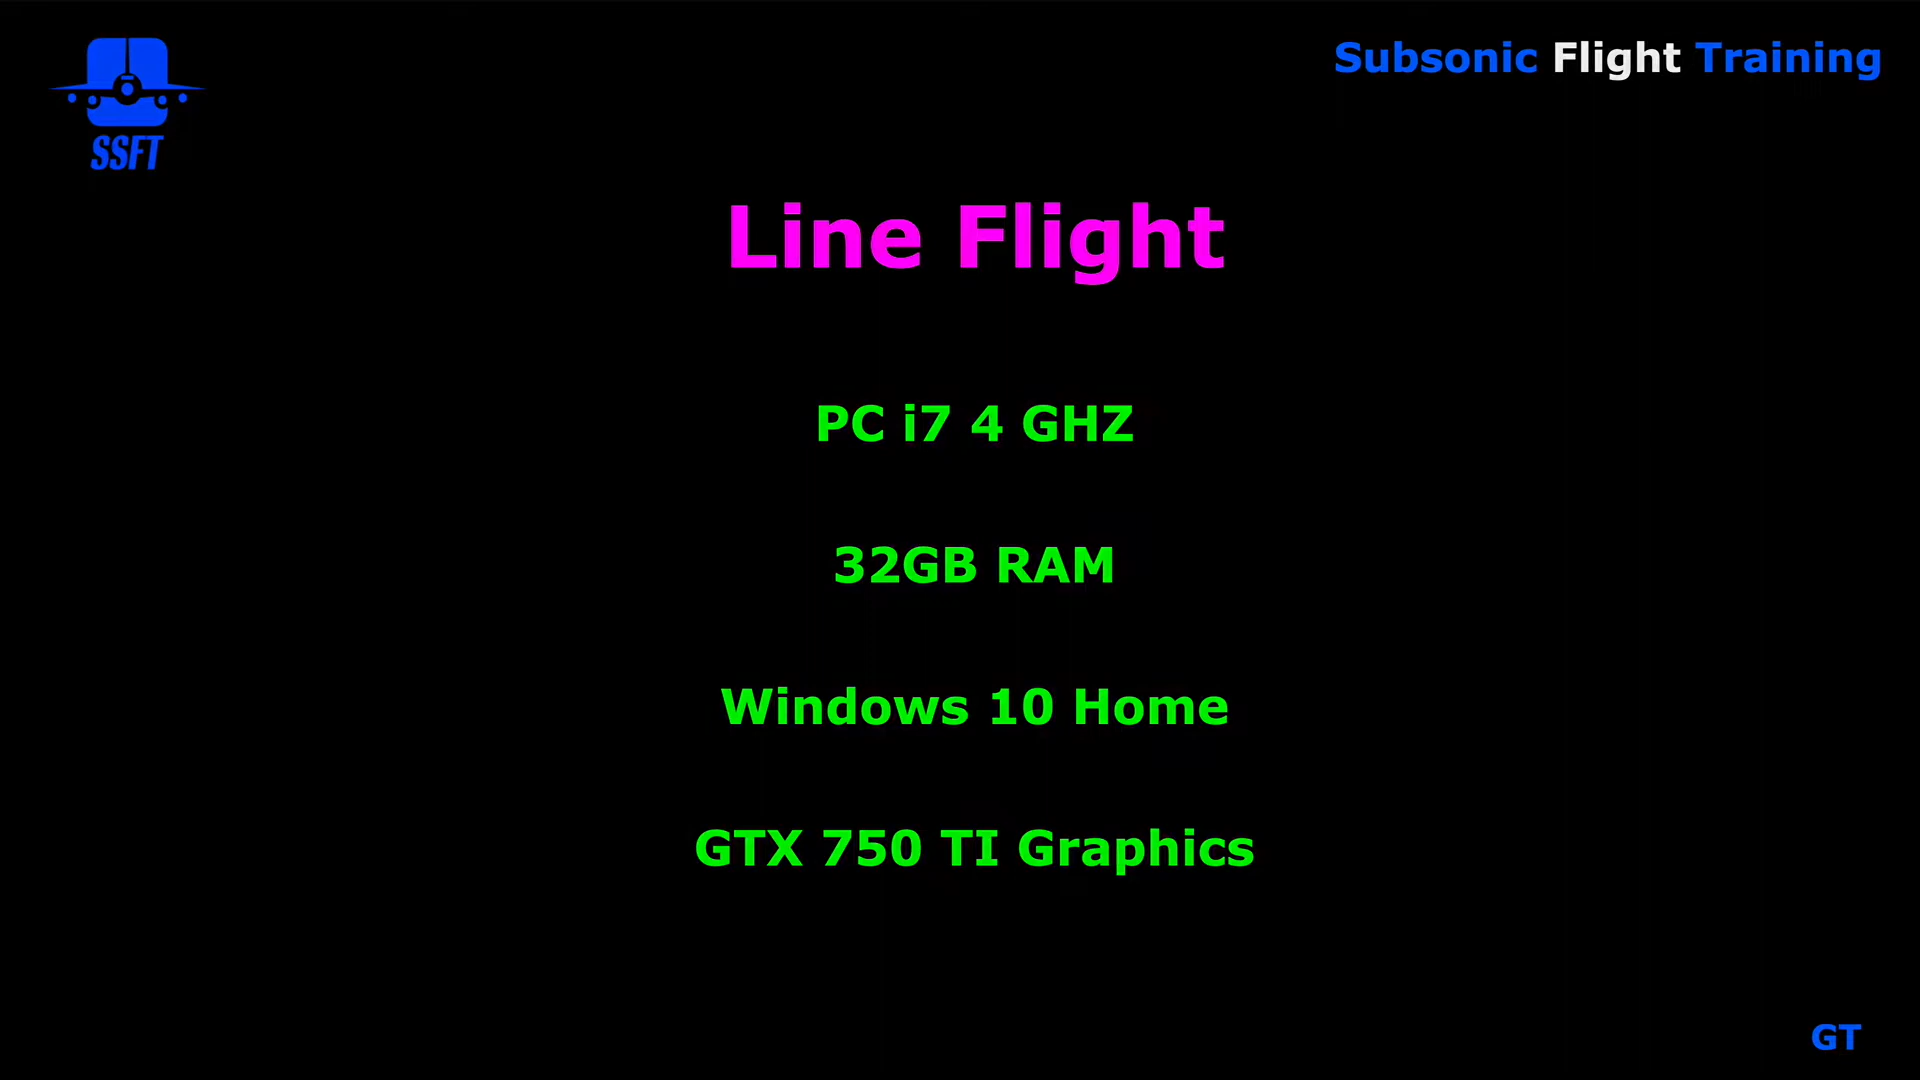 SSFT
Subsonic Flight Training
Line Flight
PC i7 4 GHZ
32GB RAM
Windows 10 Home
GTX 750 TI Graphics
GT